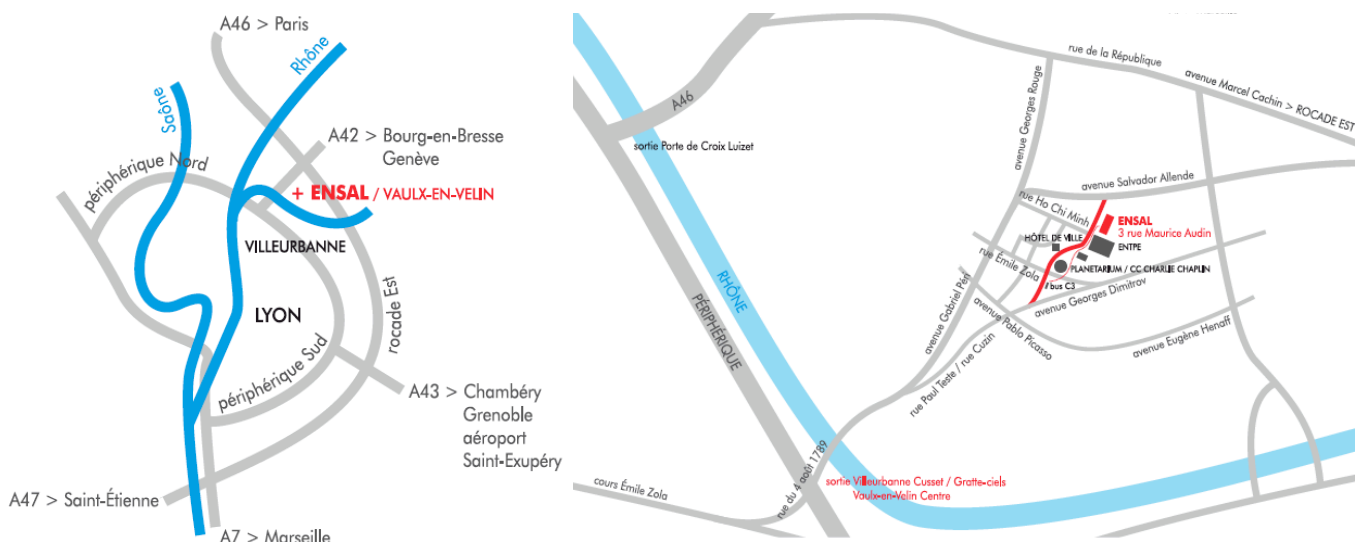 A46 > Paris
Rhône
Saône
A42 > Bourg-en-Bresse
Genève
périphérique Nord
+ ENSAL / VAULX-EN-VELIN
VILLEURBANNE
LYON
rocade Est
périphérique Sud
A43 > Chambéry
Grenoble
aéroport
Saint-Exupéry
A47 > Saint-Étienne
A7 > Marseille
rue de la République
avenue Marcel Cachin > ROCADE EST
A46
avenue Georges Rouge
sortie Porte de Croix Luizet
avenue Salvador Allende
rue Ho Chi Minh
ENSAL
3 rue Maurice Audin
HÔTEL DE VILLE
ENTPE
rue Émile Zola
PLANETARIUM / CC CHARLIE CHAPLIN
bus C3
RHÔNE
PÉRIPHÉRIQUE
avenue Gabriel Péri
avenue Georges Dimitrov
avenue Pablo Picasso
avenue Eugène Henaff
rue Paul Teste / rue Cuzin
rue du 4 août 1789
cours Émile Zola
sortie Villeurbanne Cusset / Gratte-ciels
Vaulx-en-Velin Centre